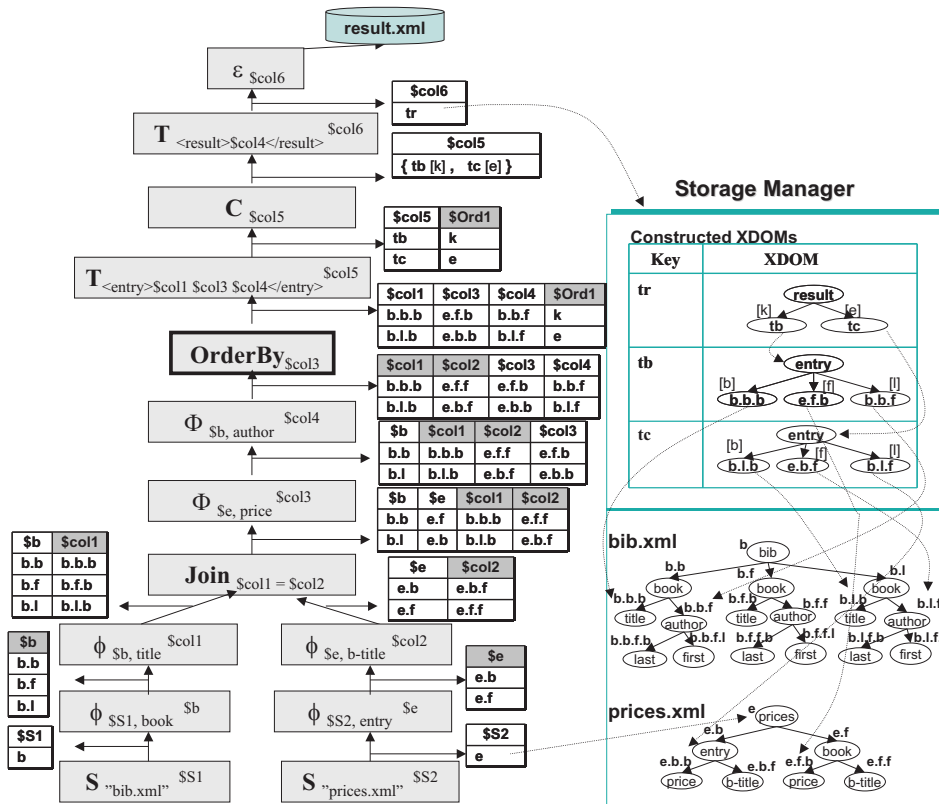 result.xml
ε $col6
$col6
tr
T <result>$col4</result> $col6
$col5
{ tb [k] , tc [e] }
C $col5
$col5 $Ord1
tb k
tc e
T <entry>$col1 $col3 $col4</entry> $col5
$col1 $col3 $col4 $Ord1
b.b.b e.f.b b.b.f k
b.l.b e.b.b b.l.f e
OrderBy $col3
$col1 $col2 $col3 $col4
b.b.b e.f.f e.f.b b.b.f
b.l.b e.b.f e.b.b b.l.f
Φ $b, author $col4
$b $col1 $col2 $col3
b.b b.b.b e.f.f e.f.b
b.l b.l.b e.b.f e.b.b
Φ $e, price $col3
$b $e $col1 $col2
b.b e.f b.b.b e.f.f
b.l e.b b.l.b e.b.f
$b $col1
b.b b.b.b
b.f b.f.b
b.l b.l.b
Join $col1 = $col2
$e $col2
e.b e.b.f
e.f e.f.f
$b
b.b
b.f
b.l
ϕ $b, title $col1
ϕ $e, b-title $col2
$e
e.b
e.f
ϕ $S1, book $b
ϕ $S2, entry $e
$S1
b
$S2
e
S "bib.xml" $S1
S "prices.xml" $S2
Storage Manager
Constructed XDOMs
Key XDOM
tr
result
[k] [e]
tb tc
tb
entry
[b] [f] [l]
b.b.b e.f.b b.b.f
tc
entry
[b] [f] [l]
b.l.b e.b.f b.l.f
bib.xml
b bib
b.b b.f b.l
book book book
b.b.b b.b.f b.f.b b.f.f b.l.b b.l.f
title author title author title author
b.b.f.b b.b.f.l b.f.f.b b.f.f.l b.l.f.b b.l.f.l
last first last first last first
prices.xml
e prices
e.b e.f
entry book
e.b.b e.b.f e.f.b e.f.f
price b-title price b-title